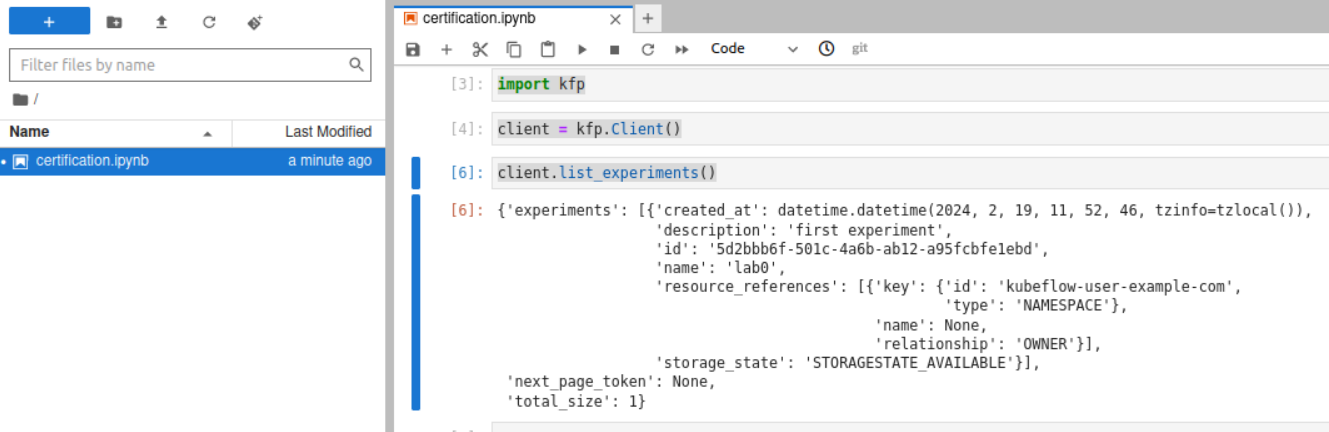 +
Filter files by name
/
Name Last Modified
certification.ipynb a minute ago
certification.ipynb
Code
git
[3]: import kfp
[4]: client = kfp.Client()
[6]: client.list_experiments()
[6]: {'experiments': [{'created_at': datetime.datetime(2024, 2, 19, 11, 52, 46, tzinfo=tzlocal()),
'description': 'first experiment',
'id': '5d2bbb6f-501c-4a6b-ab12-a95fcbfe1ebd',
'name': 'lab0',
'resource_references': [{'key': {'id': 'kubeflow-user-example-com',
'type': 'NAMESPACE'},
'name': None,
'relationship': 'OWNER'}],
'storage_state': 'STORAGESTATE_AVAILABLE'}],
'next_page_token': None,
'total_size': 1}